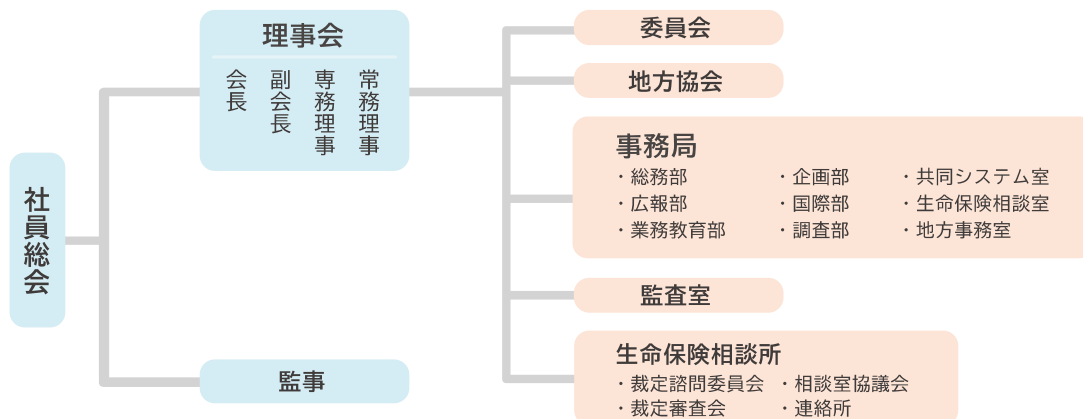 社員総会
理事会
会長
副会長
専務理事
常務理事
監事
委員会
地方協会
事務局
・総務部
・広報部
・業務教育部
・企画部
・国際部
・調査部
・共同システム室
・生命保険相談室
・地方事務室
監査室
生命保険相談所
・裁定諮問委員会 ・相談室協議会
・裁定審査会 ・連絡所